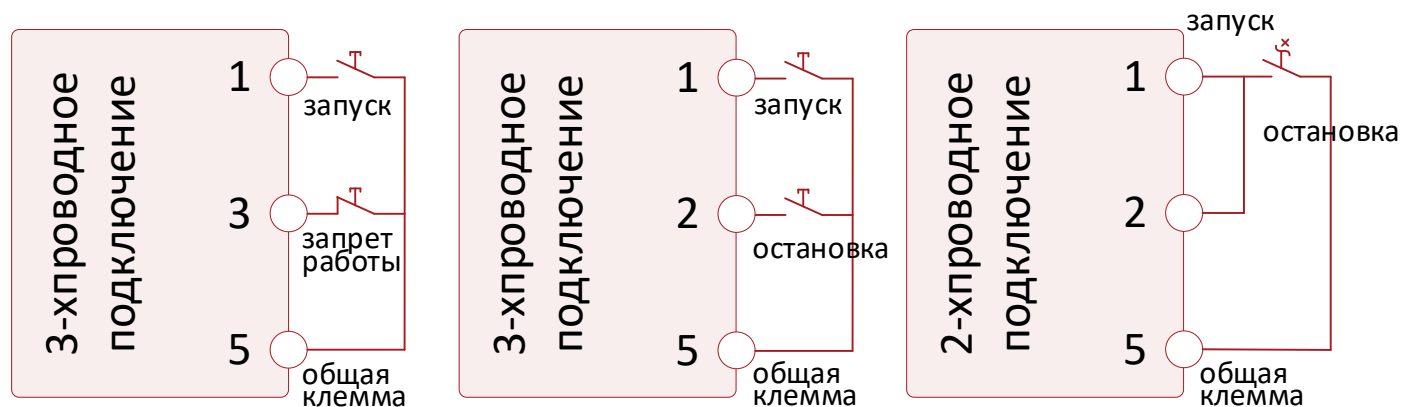 3-хпроводное
подключение
1
запуск
3
запрет
работы
5
общая
клемма
3-хпроводное
подключение
1
запуск
2
остановка
5
общая
клемма
2-хпроводное
подключение
запуск
1
остановка
2
5
общая
клемма